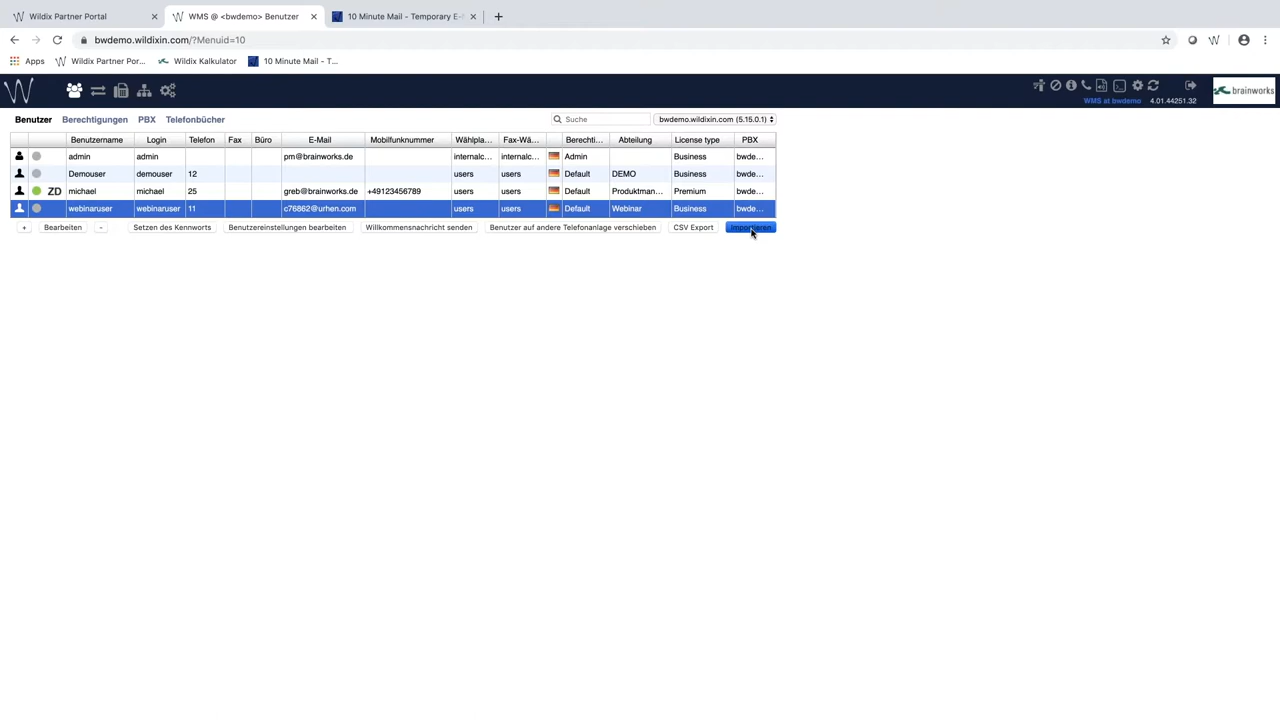 Wildix Partner Portal
WMS @ <bwdemo> Benutzer
10 Minute Mail - Temporary E-
bwdemo.wildixin.com/?Menuid=10
Apps Wildix Partner Por... Wildix Kalkulator 10 Minute Mail - T...
WMS at bwdemo 4.01.44251.32
brainworks
Benutzer Berechtigungen PBX Telefonbücher Suche bwdemo.wildixin.com (5.15.0.1)
Benutzername Login Telefon Fax Büro E-Mail Mobilfunknummer Wählpla... Fax-Wä... Berechti... Abteilung License type PBX
admin admin pm@brainworks.de internalc... internalc... Admin Business bwde...
Demouser demouser 12 users users Default DEMO Business bwde...
ZD michael michael 25 greb@brainworks.de +49123456789 users users Default Produktman... Premium bwde...
webinaruser webinaruser 11 c76862@urhen.com users users Default Webinar Business bwde...
+ Bearbeiten - Setzen des Kennworts Benutzereinstellungen bearbeiten Willkommensnachricht senden Benutzer auf andere Telefonanlage verschieben CSV Export Importieren